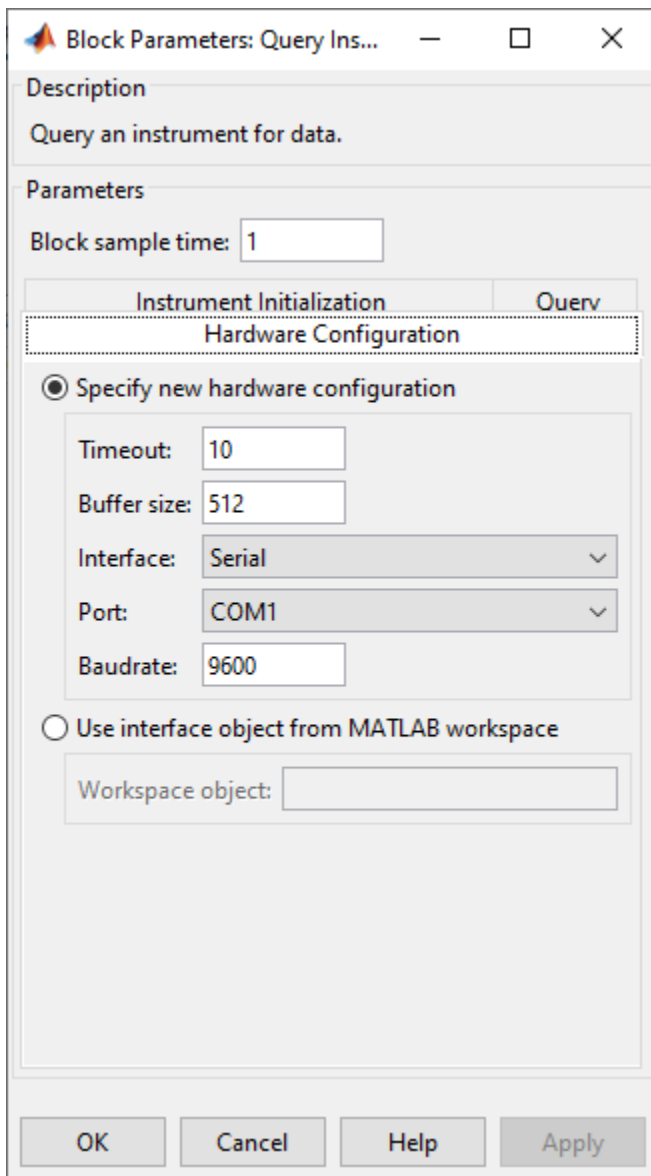 Block Parameters: Query Ins...
Description
Query an instrument for data.
Parameters
Block sample time: 1
Instrument Initialization Query
Hardware Configuration
Specify new hardware configuration
Timeout: 10
Buffer size: 512
Interface: Serial
Port: COM1
Baudrate: 9600
Use interface object from MATLAB workspace
Workspace object:
OK Cancel Help Apply